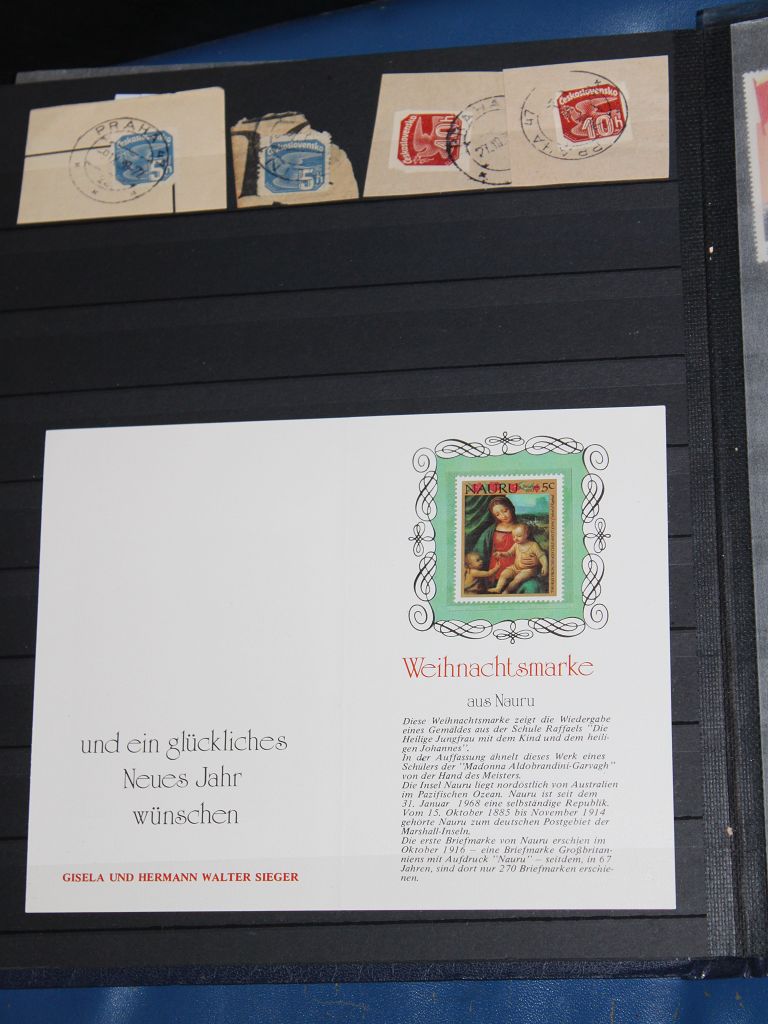 PRAHA
Československo
5h
Československo
5h
Československo
10h
PRAHA
21.10
Československo
10h
PRAHA 47
NAURU 5c
Weihnachtsmarke
aus Nauru
Diese Weihnachtsmarke zeigt die Wiedergabe
eines Gemäldes aus der Schule Raffaels "Die
Heilige Jungfrau mit dem Kind und dem heili-
gen Johannes".
In der Auffassung ähnelt dieses Werk eines
Schülers der "Madonna Aldobrandini-Garvagh"
von der Hand des Meisters.
Die Insel Nauru liegt nordöstlich von Australien
im Pazifischen Ozean. Nauru ist seit dem
31. Januar 1968 eine selbständige Republik.
Vom 15. Oktober 1885 bis November 1914
gehörte Nauru zum deutschen Postgebiet der
Marshall-Inseln.
Die erste Briefmarke von Nauru erschien im
Oktober 1916 – eine Briefmarke Großbritan-
niens mit Aufdruck "Nauru" – seitdem, in 67
Jahren, sind dort nur 270 Briefmarken erschie-
nen.
und ein glückliches
Neues Jahr
wünschen
GISELA UND HERMANN WALTER SIEGER